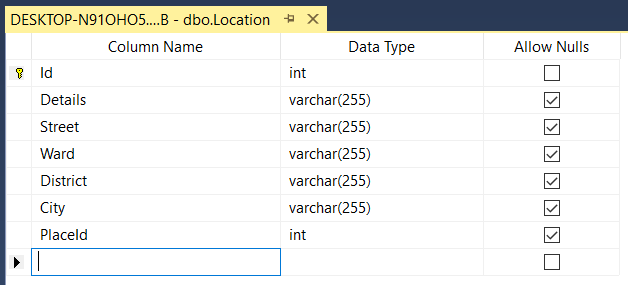 DESKTOP-N91OHO5....B - dbo.Location
Column Name Data Type Allow Nulls
Id int
Details varchar(255)
Street varchar(255)
Ward varchar(255)
District varchar(255)
City varchar(255)
PlaceId int